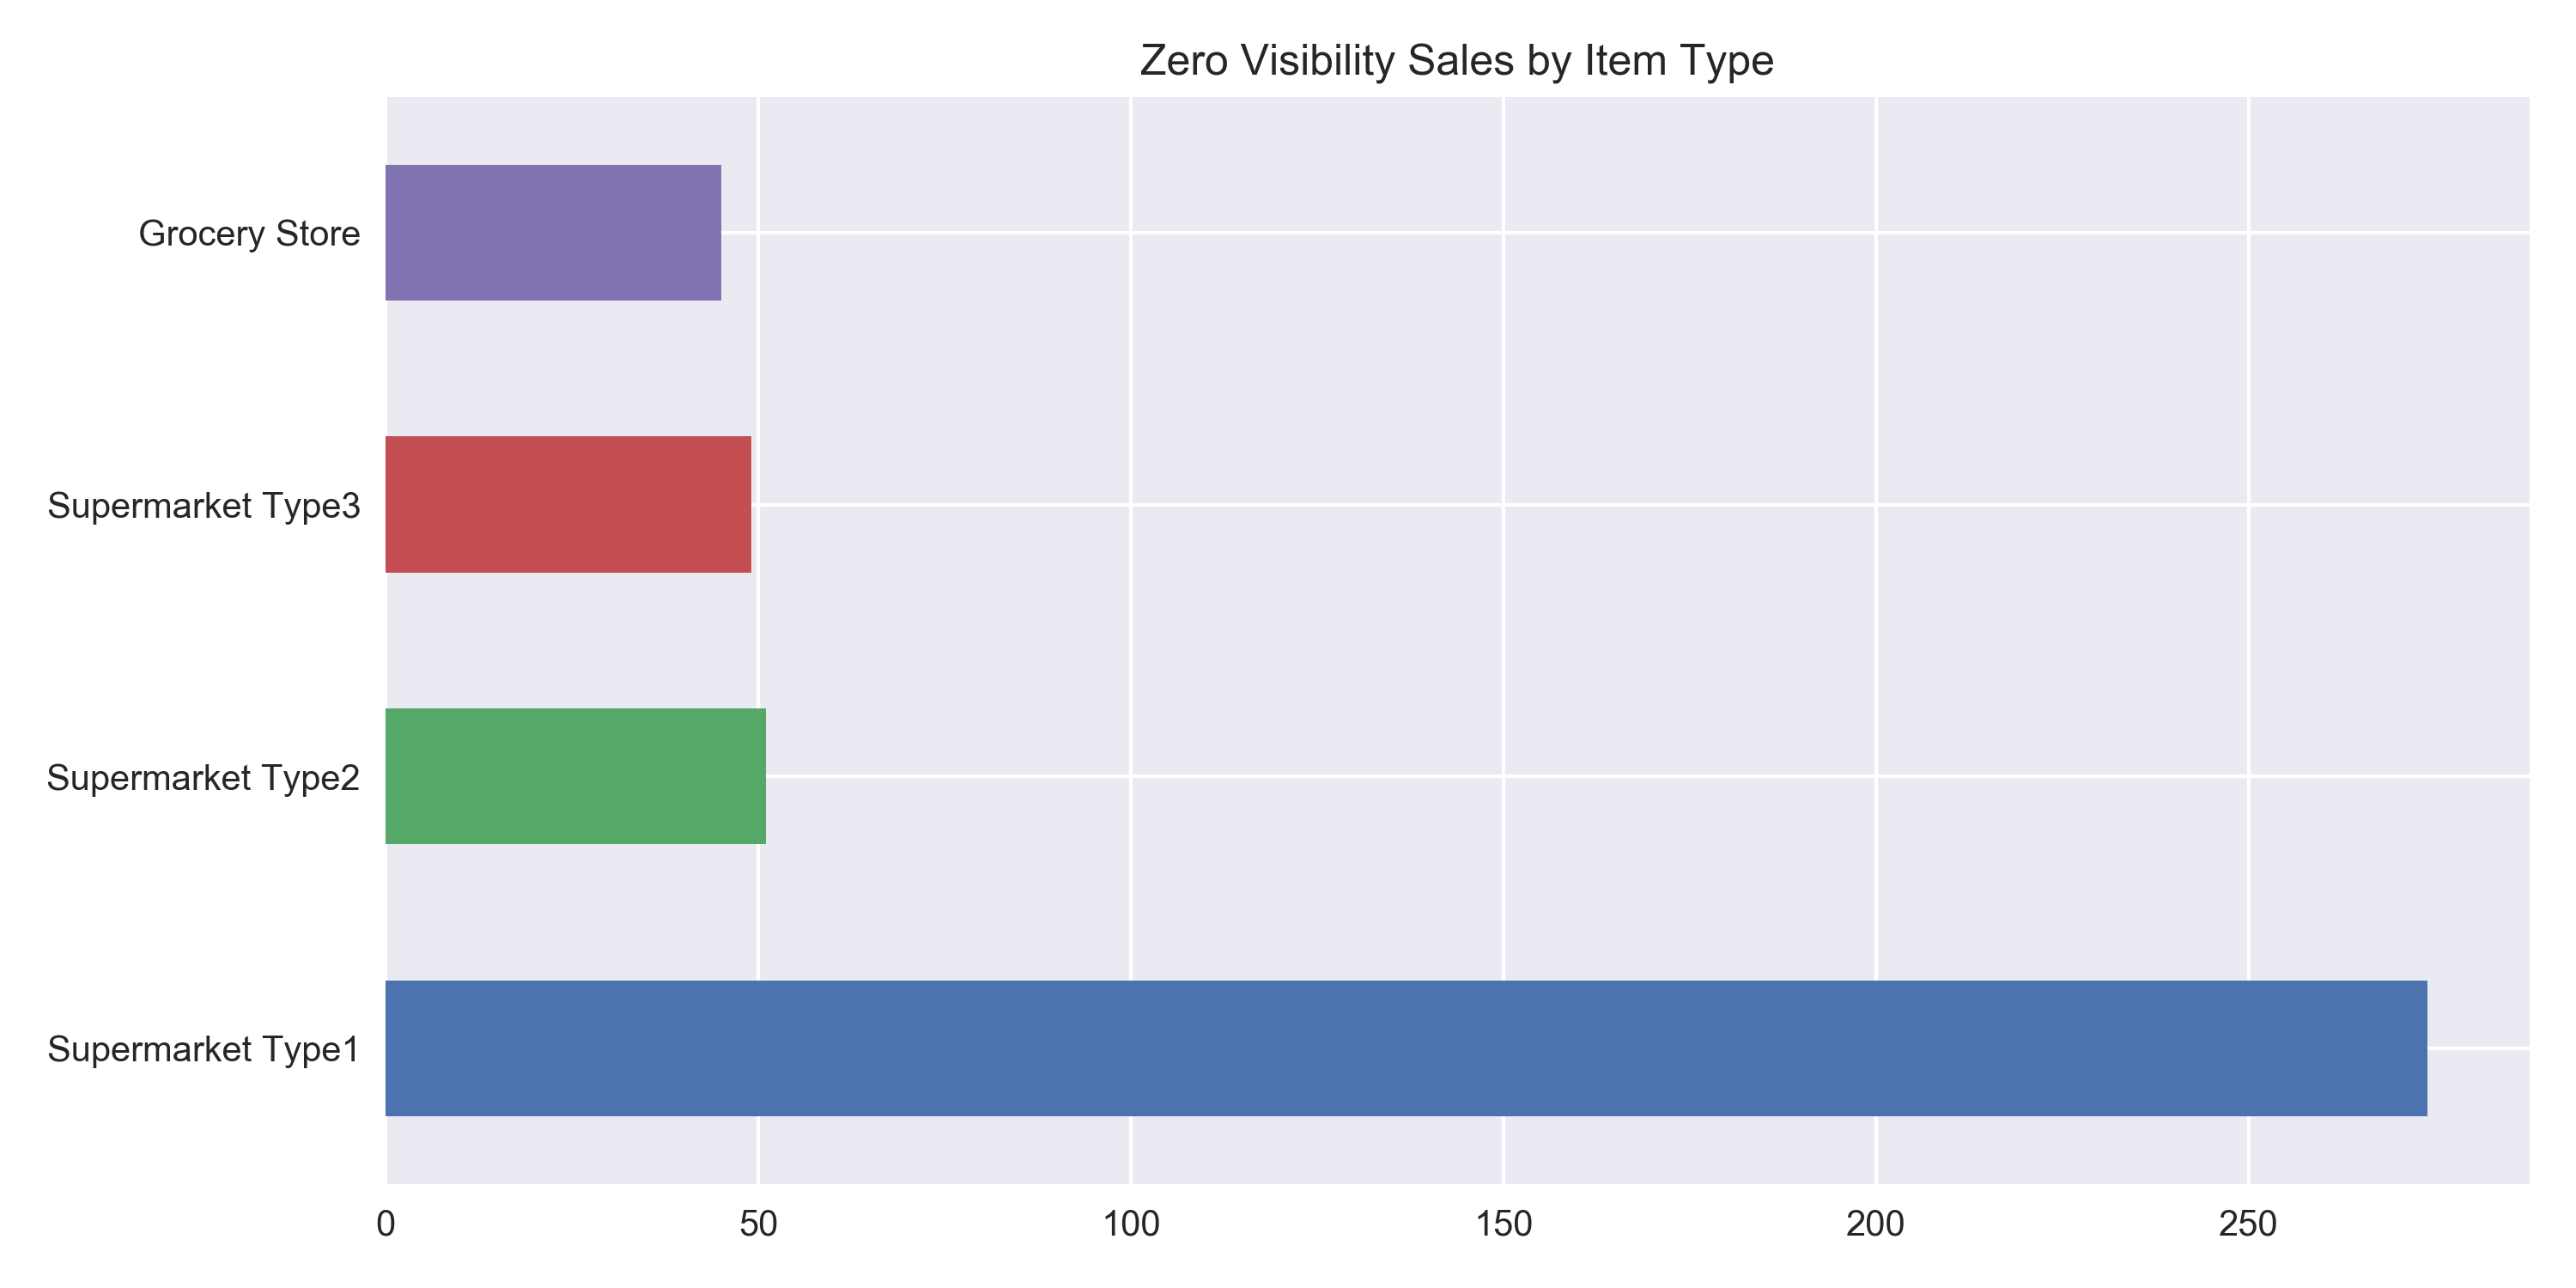 Zero Visibility Sales by Item Type
Grocery Store
Supermarket Type3
Supermarket Type2
Supermarket Type1
0 50 100 150 200 250